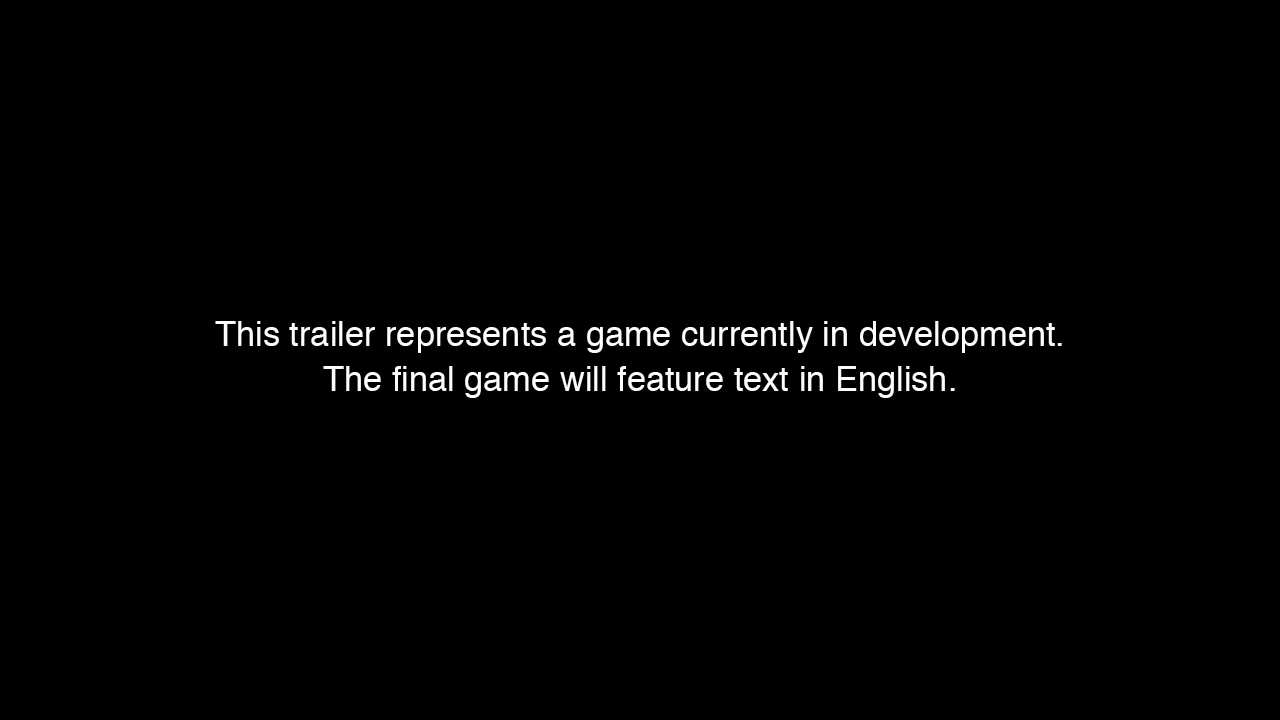 This trailer represents a game currently in development.
The final game will feature text in English.